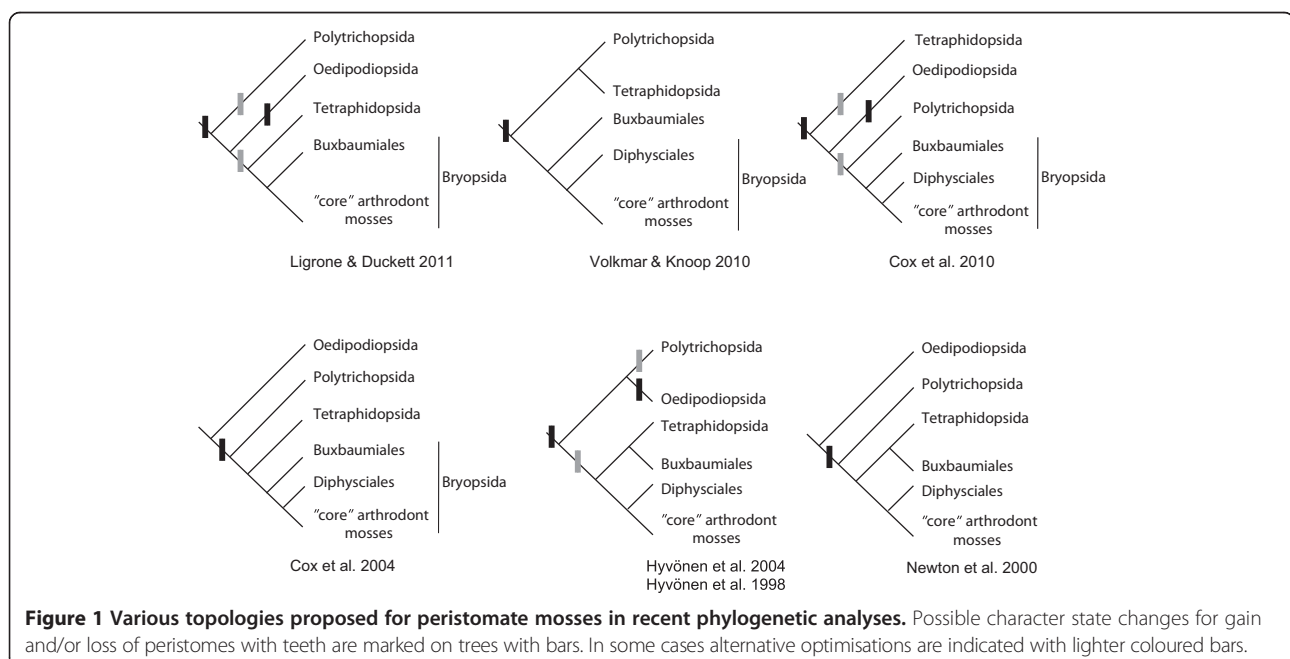 Polytrichopsida
Oedipodiopsida
Tetraphidopsida
Buxbaumiales
Bryopsida
"core" arthrodont
mosses
Ligrone & Duckett 2011
Polytrichopsida
Tetraphidopsida
Buxbaumiales
Diphysciales
Bryopsida
"core" arthrodont
mosses
Volkmar & Knoop 2010
Tetraphidopsida
Oedipodiopsida
Polytrichopsida
Buxbaumiales
Diphysciales
Bryopsida
"core" arthrodont
mosses
Cox et al. 2010
Oedipodiopsida
Polytrichopsida
Tetraphidopsida
Buxbaumiales
Diphysciales
Bryopsida
"core" arthrodont
mosses
Cox et al. 2004
Polytrichopsida
Oedipodiopsida
Tetraphidopsida
Buxbaumiales
Diphysciales
"core" arthrodont
mosses
Hyvönen et al. 2004
Hyvönen et al. 1998
Oedipodiopsida
Polytrichopsida
Tetraphidopsida
Buxbaumiales
Diphysciales
"core" arthrodont
mosses
Newton et al. 2000
Figure 1 Various topologies proposed for peristomate mosses in recent phylogenetic analyses. Possible character state changes for gain
and/or loss of peristomes with teeth are marked on trees with bars. In some cases alternative optimisations are indicated with lighter coloured bars.